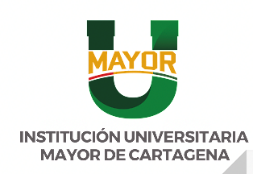 U
MAYOR
INSTITUCIÓN UNIVERSITARIA
MAYOR DE CARTAGENA